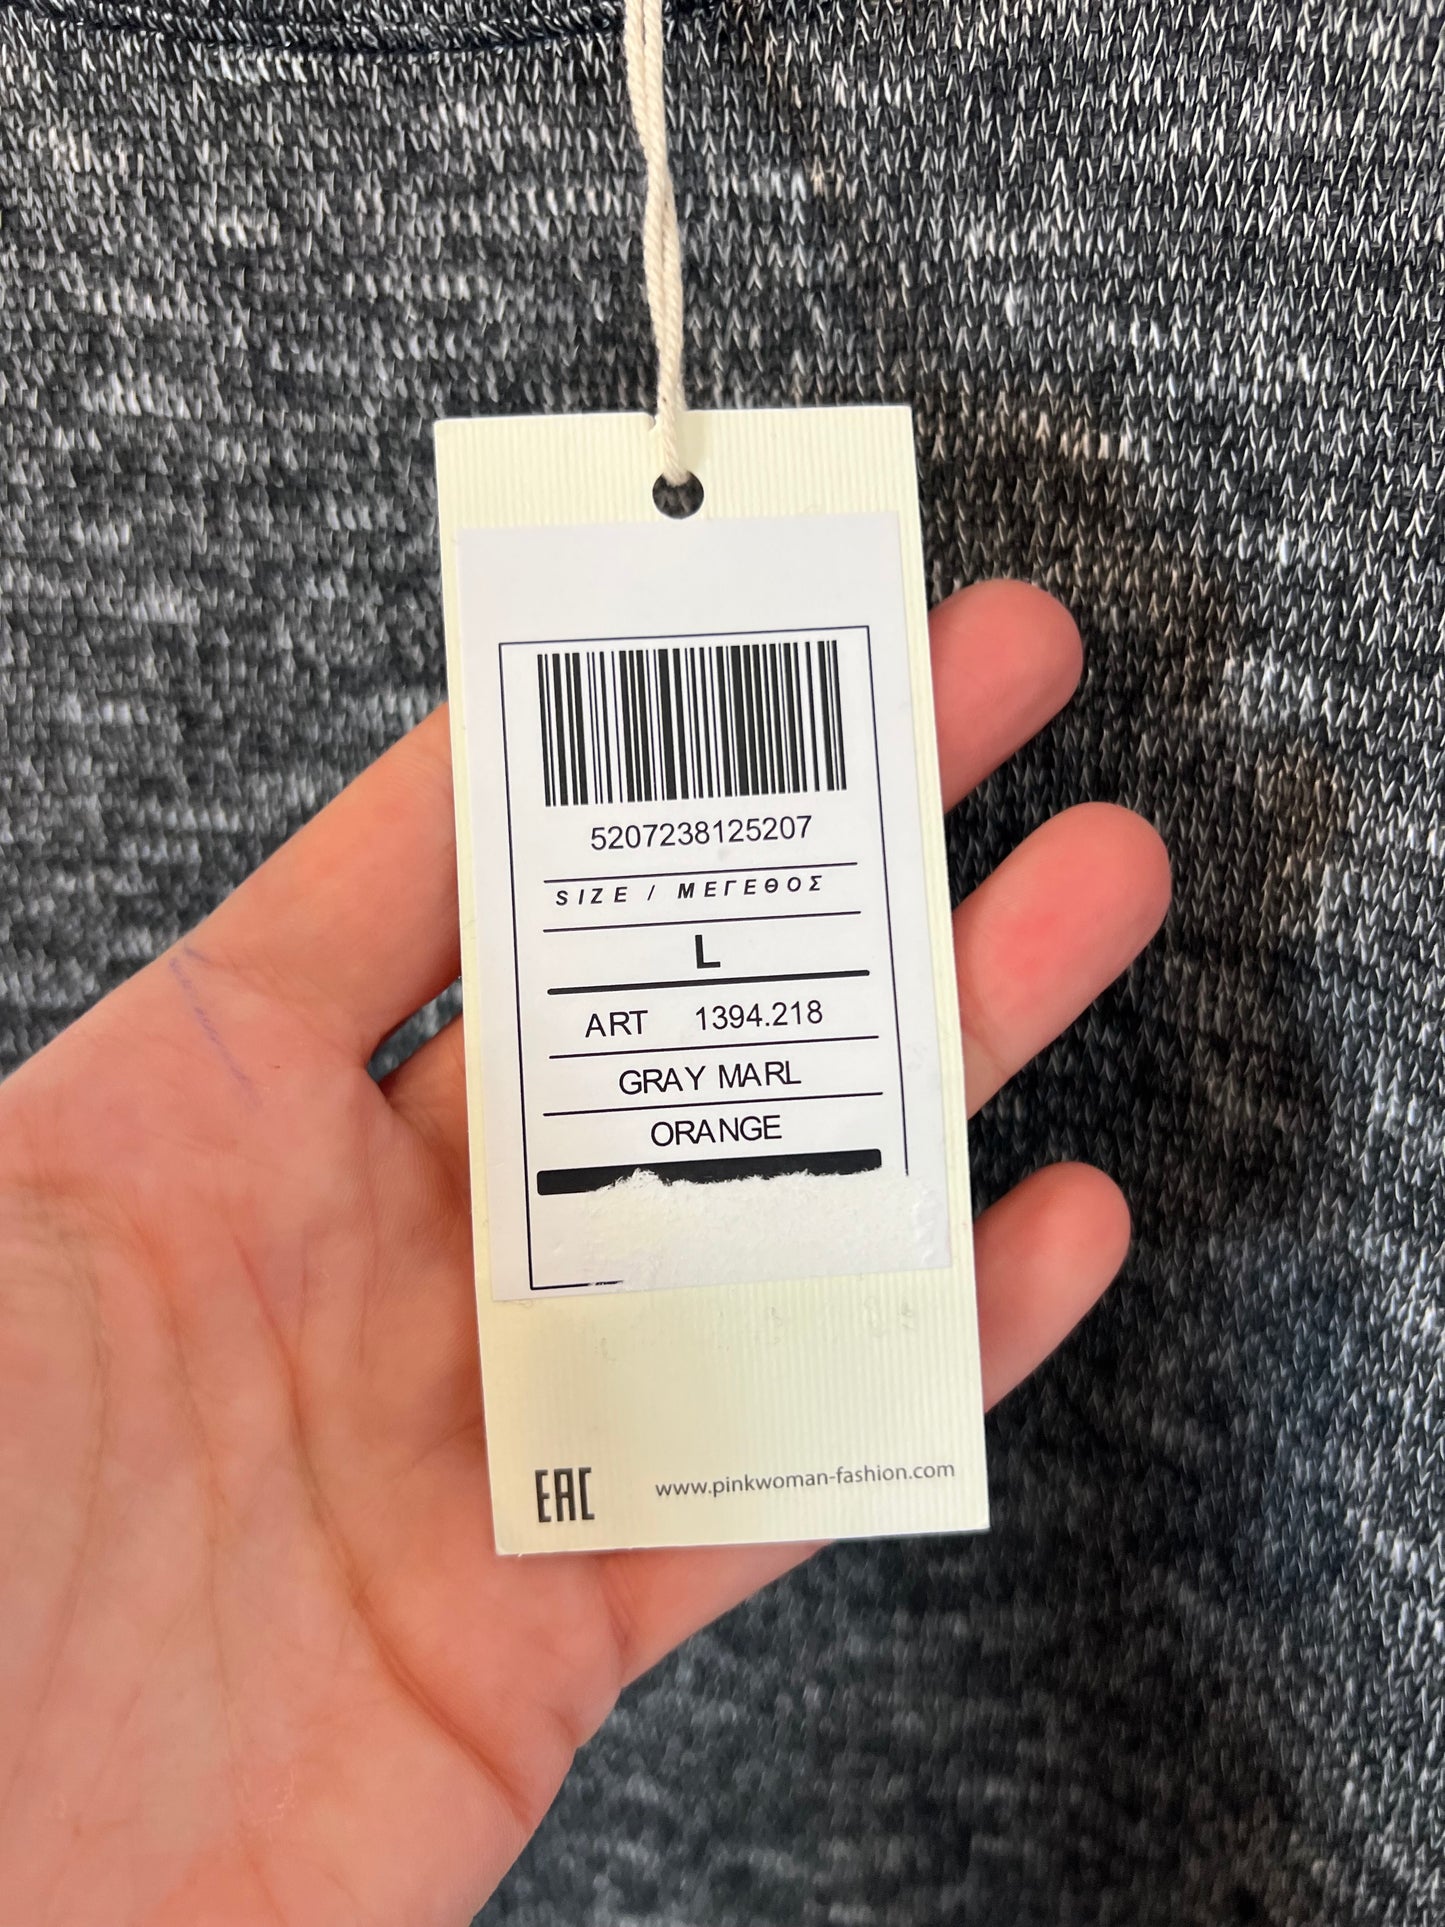 5207238125207
SIZE / ΜΕΓΕΘΟΣ
L
ART 1394.218
GRAY MARL
ORANGE
EAC www.pinkwoman-fashion.com